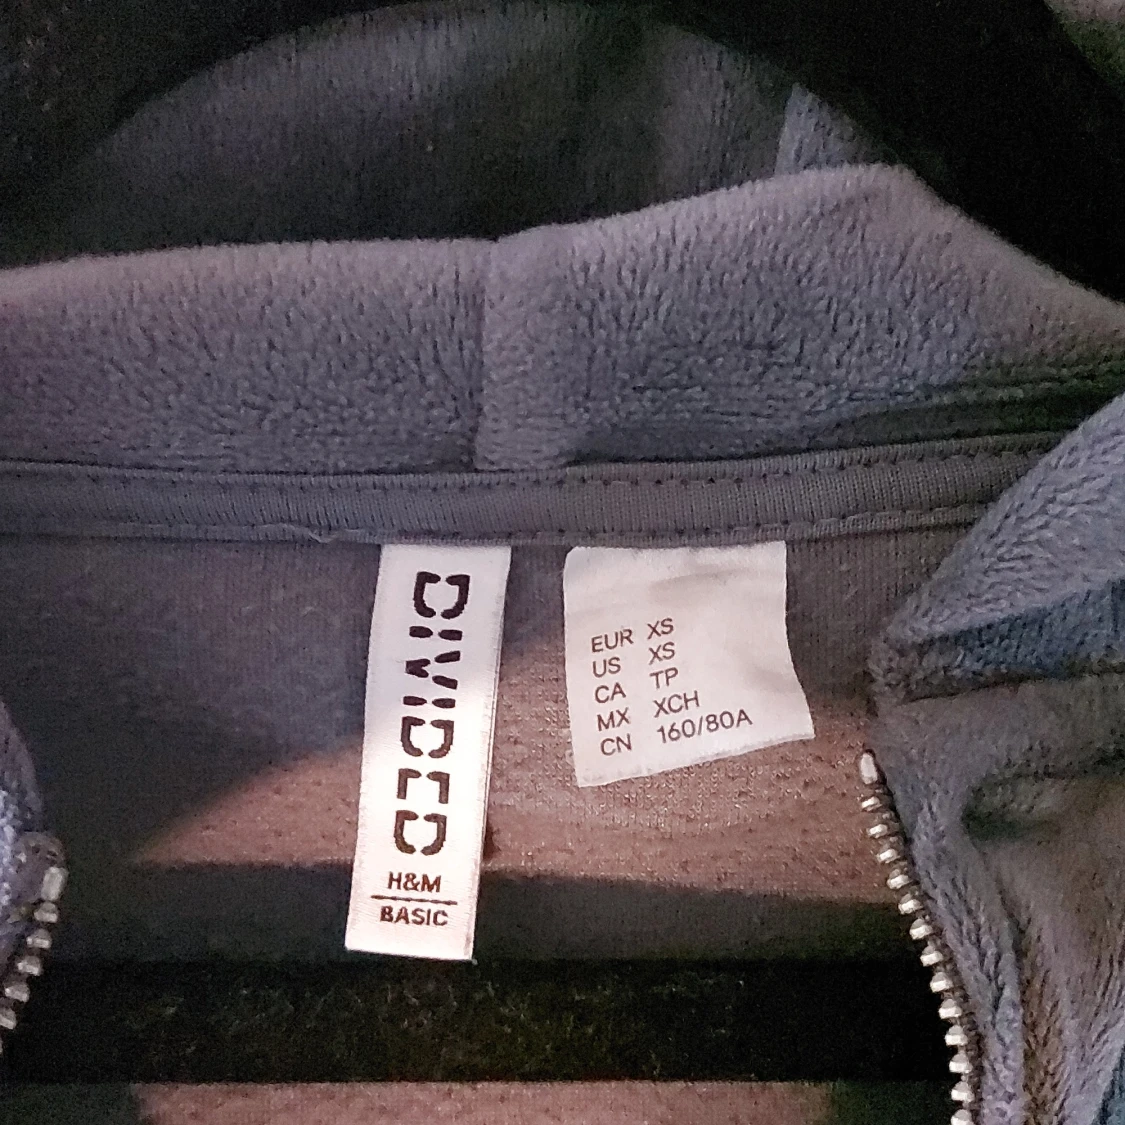 DIVIDED
H&M
BASIC
EUR XS
US XS
CA TP
MX XCH
CN 160/80A